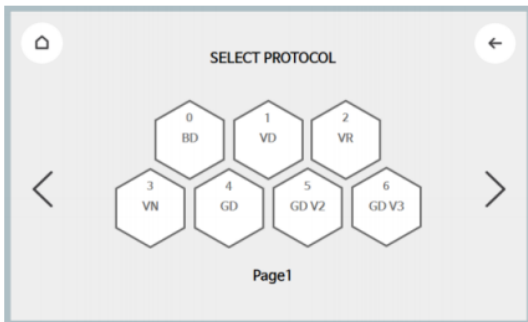 SELECT PROTOCOL
0
BD
1
VD
2
VR
3
VN
4
GD
5
GD V2
6
GD V3
Page1